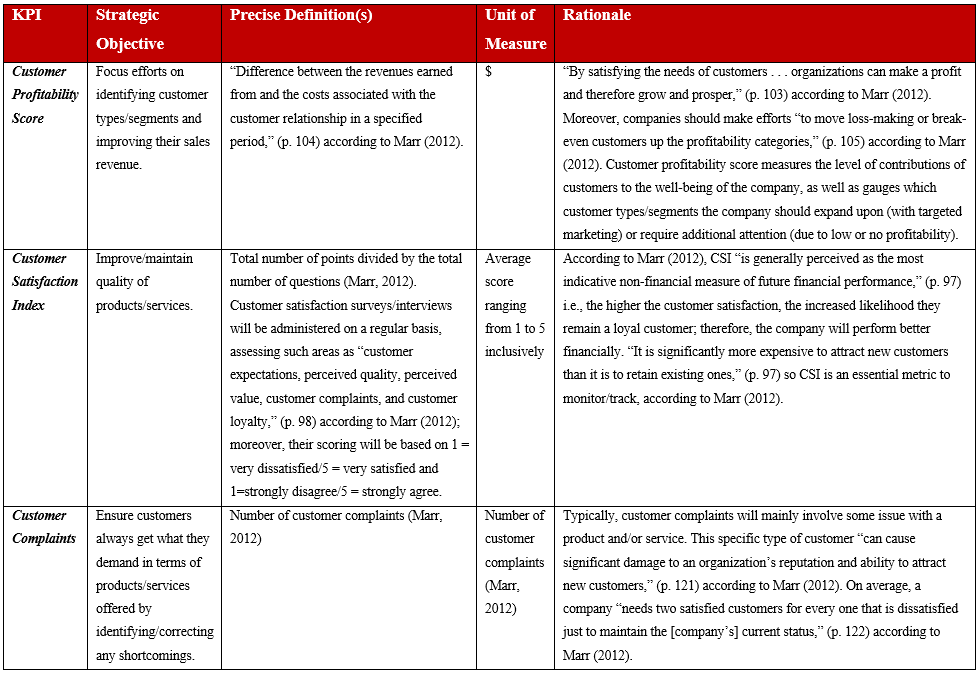 KPI
Strategic
Objective
Precise Definition(s)
Unit of
Measure
Rationale
Customer
Profitability
Score
Focus efforts on
identifying customer
types/segments and
improving their sales
revenue.
“Difference between the revenues earned
from and the costs associated with the
customer relationship in a specified
period,” (p. 104) according to Marr (2012).
$
“By satisfying the needs of customers . . . organizations can make a profit
and therefore grow and prosper,” (p. 103) according to Marr (2012).
Moreover, companies should make efforts “to move loss-making or break-
even customers up the profitability categories,” (p. 105) according to Marr
(2012). Customer profitability score measures the level of contributions of
customers to the well-being of the company, as well as gauges which
customer types/segments the company should expand upon (with targeted
marketing) or require additional attention (due to low or no profitability).
Customer
Satisfaction
Index
Improve/maintain
quality of
products/services.
Total number of points divided by the total
number of questions (Marr, 2012).
Customer satisfaction surveys/interviews
will be administered on a regular basis,
assessing such areas as “customer
expectations, perceived quality, perceived
value, customer complaints, and customer
loyalty,” (p. 98) according to Marr (2012);
moreover, their scoring will be based on 1 =
very dissatisfied/5 = very satisfied and
1=strongly disagree/5 = strongly agree.
Average
score
ranging
from 1 to 5
inclusively
According to Marr (2012), CSI “is generally perceived as the most
indicative non-financial measure of future financial performance,” (p. 97)
i.e., the higher the customer satisfaction, the increased likelihood they
remain a loyal customer; therefore, the company will perform better
financially. “It is significantly more expensive to attract new customers
than it is to retain existing ones,” (p. 97) so CSI is an essential metric to
monitor/track, according to Marr (2012).
Customer
Complaints
Ensure customers
always get what they
demand in terms of
products/services
offered by
identifying/correcting
any shortcomings.
Number of customer complaints (Marr,
2012)
Number of
customer
complaints
(Marr,
2012)
Typically, customer complaints will mainly involve some issue with a
product and/or service. This specific type of customer “can cause
significant damage to an organization’s reputation and ability to attract
new customers,” (p. 121) according to Marr (2012). On average, a
company “needs two satisfied customers for every one that is dissatisfied
just to maintain the [company’s] current status,” (p. 122) according to
Marr (2012).